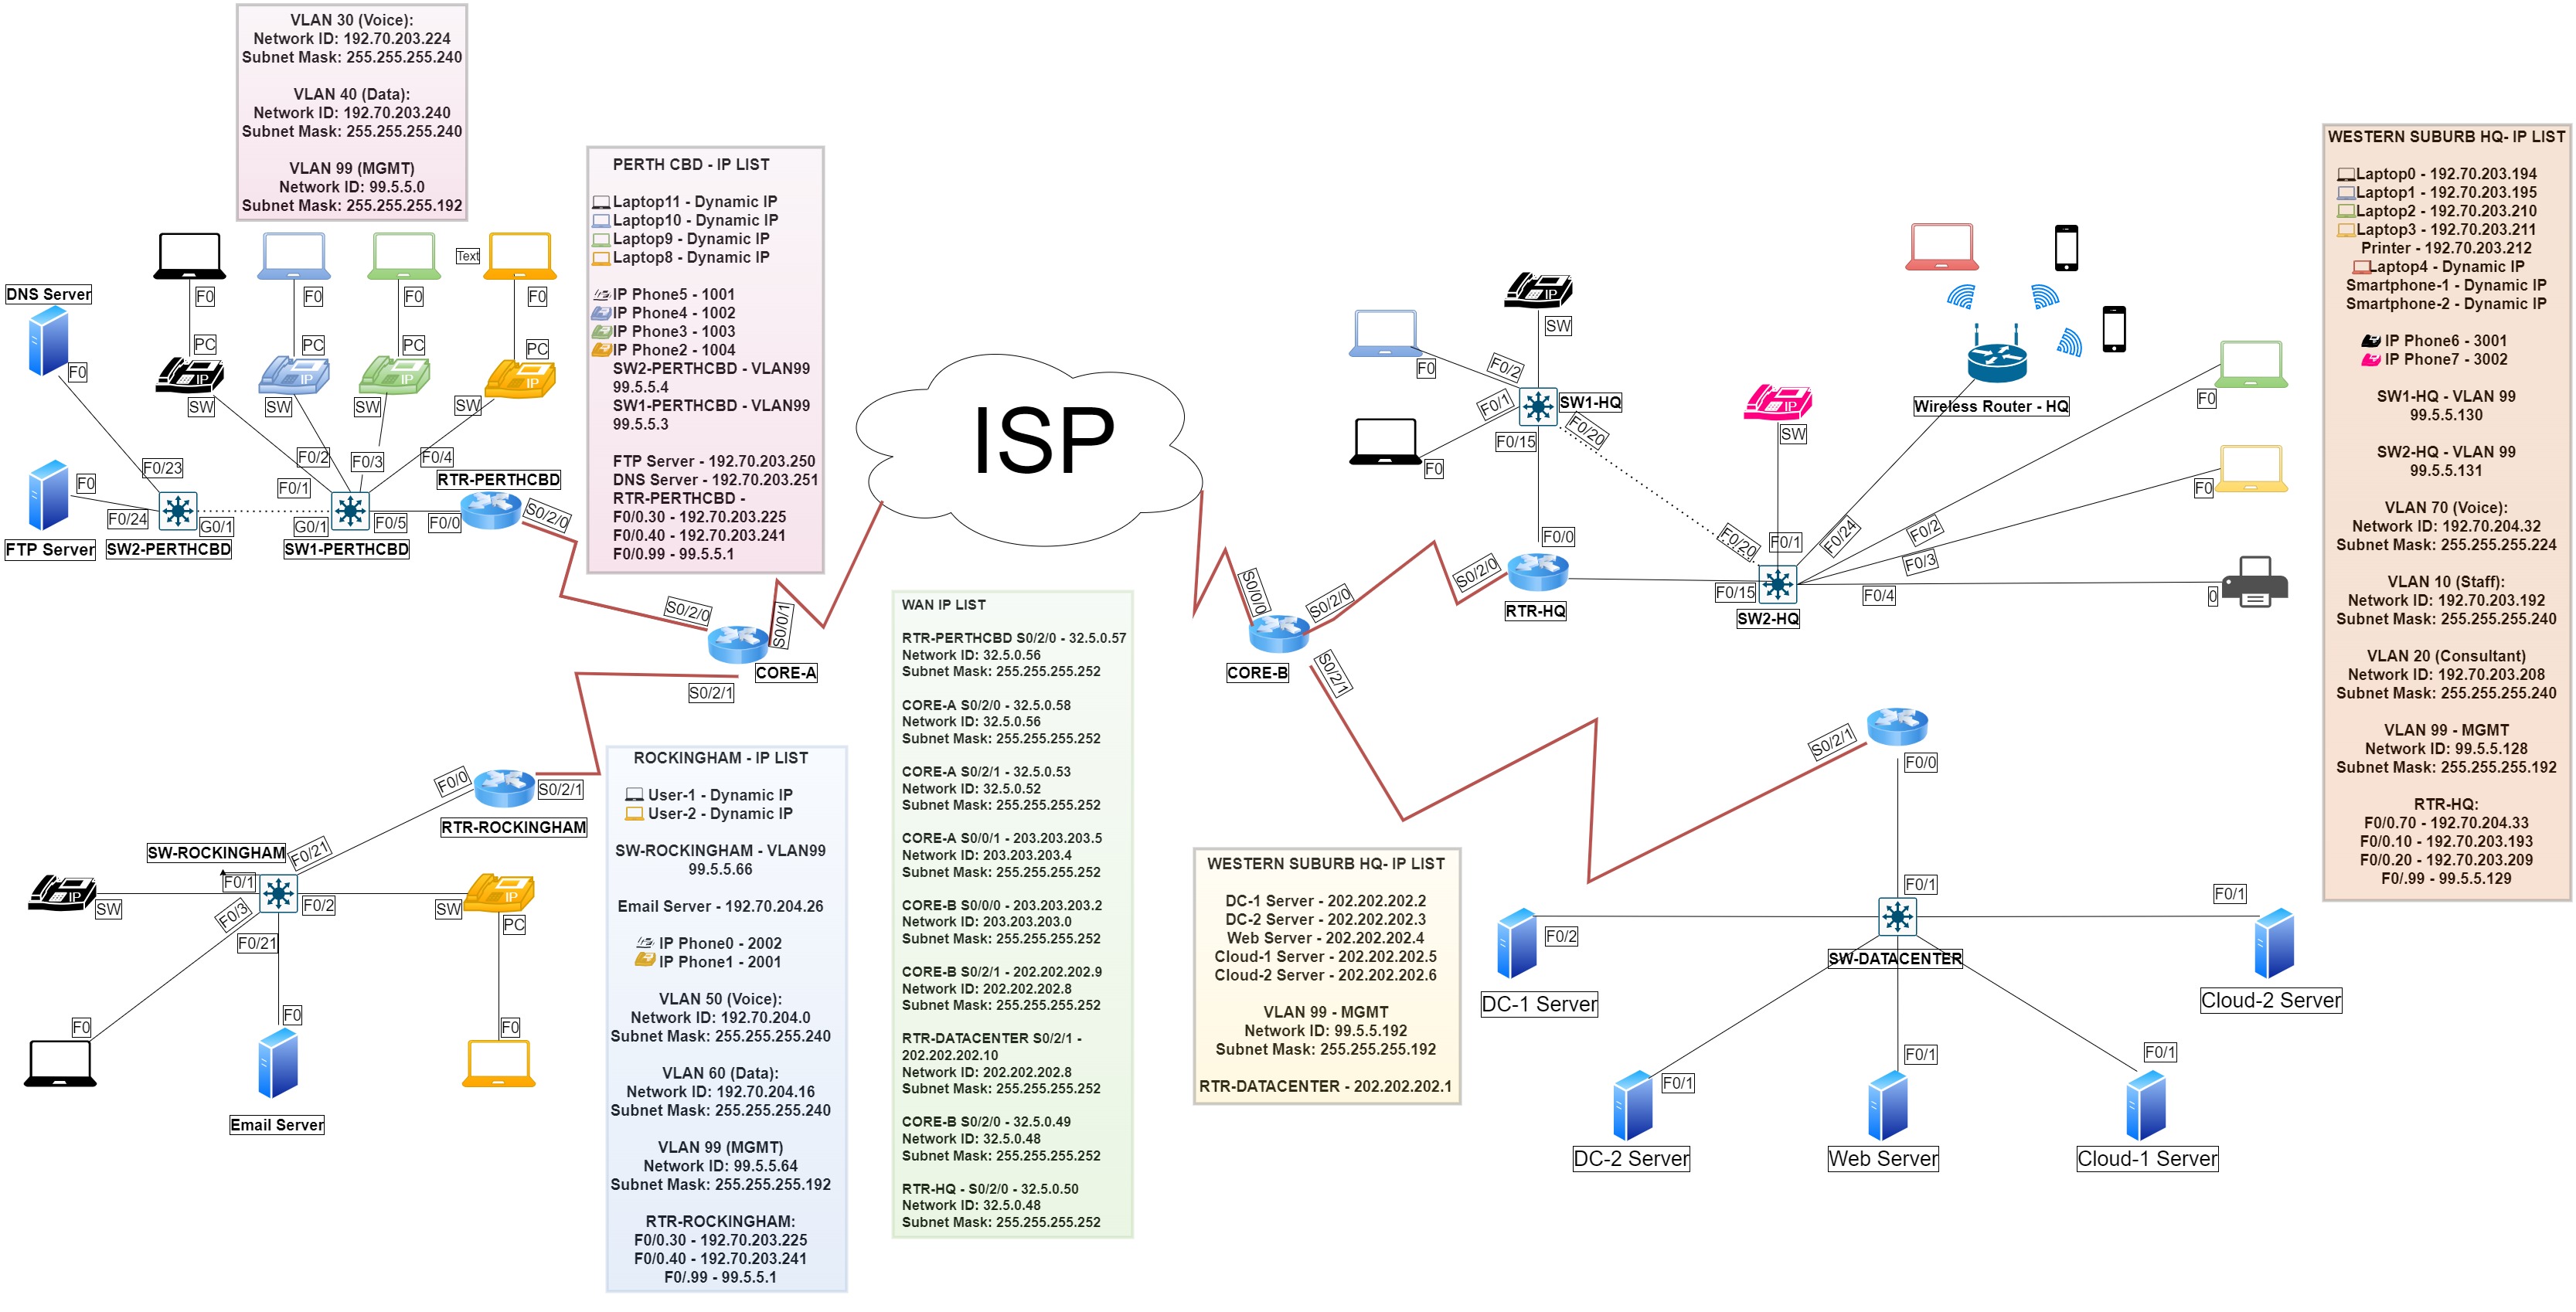 VLAN 30 (Voice):
Network ID: 192.70.203.224
Subnet Mask: 255.255.255.240
VLAN 40 (Data):
Network ID: 192.70.203.240
Subnet Mask: 255.255.255.240
VLAN 99 (MGMT)
Network ID: 99.5.5.0
Subnet Mask: 255.255.255.192
PERTH CBD - IP LIST
Laptop11 - Dynamic IP
Laptop10 - Dynamic IP
Laptop9 - Dynamic IP
Laptop8 - Dynamic IP
IP Phone5 - 1001
IP Phone4 - 1002
IP Phone3 - 1003
IP Phone2 - 1004
SW2-PERTHCBD - VLAN99
99.5.5.4
SW1-PERTHCBD - VLAN99
99.5.5.3
FTP Server - 192.70.203.250
DNS Server - 192.70.203.251
RTR-PERTHCBD -
F0/0.30 - 192.70.203.225
F0/0.40 - 192.70.203.241
F0/0.99 - 99.5.5.1
Text
DNS Server
F0
F0
F0
F0
F0
PC
PC
PC
PC
IP
IP
IP
IP
SW
SW
SW
SW
F0/23
F0/2
F0/3
F0/4
F0/1
RTR-PERTHCBD
F0
F0/24
G0/1
G0/1
F0/5
F0/0
S0/2/0
FTP Server
SW2-PERTHCBD
SW1-PERTHCBD
ISP
S0/2/0
S0/0/1
CORE-A
S0/2/1
F0/0
S0/2/1
RTR-ROCKINGHAM
SW-ROCKINGHAM
F0/21
F0/1
F0/2
F0/3
F0/21
IP
SW
SW
IP
PC
F0
F0
F0
Email Server
ROCKINGHAM - IP LIST
User-1 - Dynamic IP
User-2 - Dynamic IP
SW-ROCKINGHAM - VLAN99
99.5.5.66
Email Server - 192.70.204.26
IP Phone0 - 2002
IP Phone1 - 2001
VLAN 50 (Voice):
Network ID: 192.70.204.0
Subnet Mask: 255.255.255.240
VLAN 60 (Data):
Network ID: 192.70.204.16
Subnet Mask: 255.255.255.240
VLAN 99 (MGMT)
Network ID: 99.5.5.64
Subnet Mask: 255.255.255.192
RTR-ROCKINGHAM:
F0/0.30 - 192.70.203.225
F0/0.40 - 192.70.203.241
F0/.99 - 99.5.5.1
WAN IP LIST
RTR-PERTHCBD S0/2/0 - 32.5.0.57
Network ID: 32.5.0.56
Subnet Mask: 255.255.255.252
CORE-A S0/2/0 - 32.5.0.58
Network ID: 32.5.0.56
Subnet Mask: 255.255.255.252
CORE-A S0/2/1 - 32.5.0.53
Network ID: 32.5.0.52
Subnet Mask: 255.255.255.252
CORE-A S0/0/1 - 203.203.203.5
Network ID: 203.203.203.4
Subnet Mask: 255.255.255.252
CORE-B S0/0/0 - 203.203.203.2
Network ID: 203.203.203.0
Subnet Mask: 255.255.255.252
CORE-B S0/2/1 - 202.202.202.9
Network ID: 202.202.202.8
Subnet Mask: 255.255.255.252
RTR-DATACENTER S0/2/1 -
202.202.202.10
Network ID: 202.202.202.8
Subnet Mask: 255.255.255.252
CORE-B S0/2/0 - 32.5.0.49
Network ID: 32.5.0.48
Subnet Mask: 255.255.255.252
RTR-HQ - S0/2/0 - 32.5.0.50
Network ID: 32.5.0.48
Subnet Mask: 255.255.255.252
IP
SW
F0/2
F0
F0/1
SW1-HQ
F0/15
F0/20
F0
IP
SW
Wireless Router - HQ
F0
F0
F0/0
F0/20
F0/1
F0/24
F0/2
F0/3
F0/15
F0/4
0
SW2-HQ
RTR-HQ
S0/2/0
S0/0/0
S0/2/0
CORE-B
S0/2/1
S0/2/1
F0/0
F0/1
F0/1
F0/2
SW-DATACENTER
DC-1 Server
Cloud-2 Server
F0/1
F0/1
F0/1
DC-2 Server
Web Server
Cloud-1 Server
WESTERN SUBURB HQ- IP LIST
DC-1 Server - 202.202.202.2
DC-2 Server - 202.202.202.3
Web Server - 202.202.202.4
Cloud-1 Server - 202.202.202.5
Cloud-2 Server - 202.202.202.6
VLAN 99 - MGMT
Network ID: 99.5.5.192
Subnet Mask: 255.255.255.192
RTR-DATACENTER - 202.202.202.1
WESTERN SUBURB HQ- IP LIST
Laptop0 - 192.70.203.194
Laptop1 - 192.70.203.195
Laptop2 - 192.70.203.210
Laptop3 - 192.70.203.211
Printer - 192.70.203.212
Laptop4 - Dynamic IP
Smartphone-1 - Dynamic IP
Smartphone-2 - Dynamic IP
IP Phone6 - 3001
IP Phone7 - 3002
SW1-HQ - VLAN 99
99.5.5.130
SW2-HQ - VLAN 99
99.5.5.131
VLAN 70 (Voice):
Network ID: 192.70.204.32
Subnet Mask: 255.255.255.224
VLAN 10 (Staff):
Network ID: 192.70.203.192
Subnet Mask: 255.255.255.240
VLAN 20 (Consultant)
Network ID: 192.70.203.208
Subnet Mask: 255.255.255.240
VLAN 99 - MGMT
Network ID: 99.5.5.128
Subnet Mask: 255.255.255.192
RTR-HQ:
F0/0.70 - 192.70.204.33
F0/0.10 - 192.70.203.193
F0/0.20 - 192.70.203.209
F0/.99 - 99.5.5.129